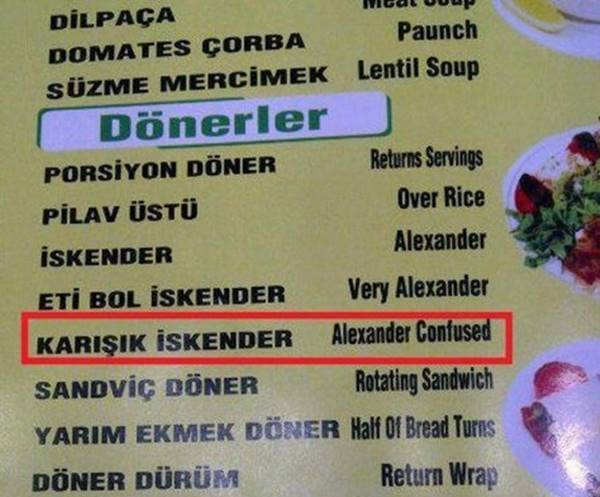 DİLPAÇA Meat Soup
DOMATES ÇORBA Paunch
SÜZME MERCİMEK Lentil Soup
Dönerler
PORSİYON DÖNER Returns Servings
PİLAV ÜSTÜ Over Rice
İSKENDER Alexander
ETİ BOL İSKENDER Very Alexander
KARIŞIK İSKENDER Alexander Confused
SANDVİÇ DÖNER Rotating Sandwich
YARIM EKMEK DÖNER Half Of Bread Turns
DÖNER DÜRÜM Return Wrap